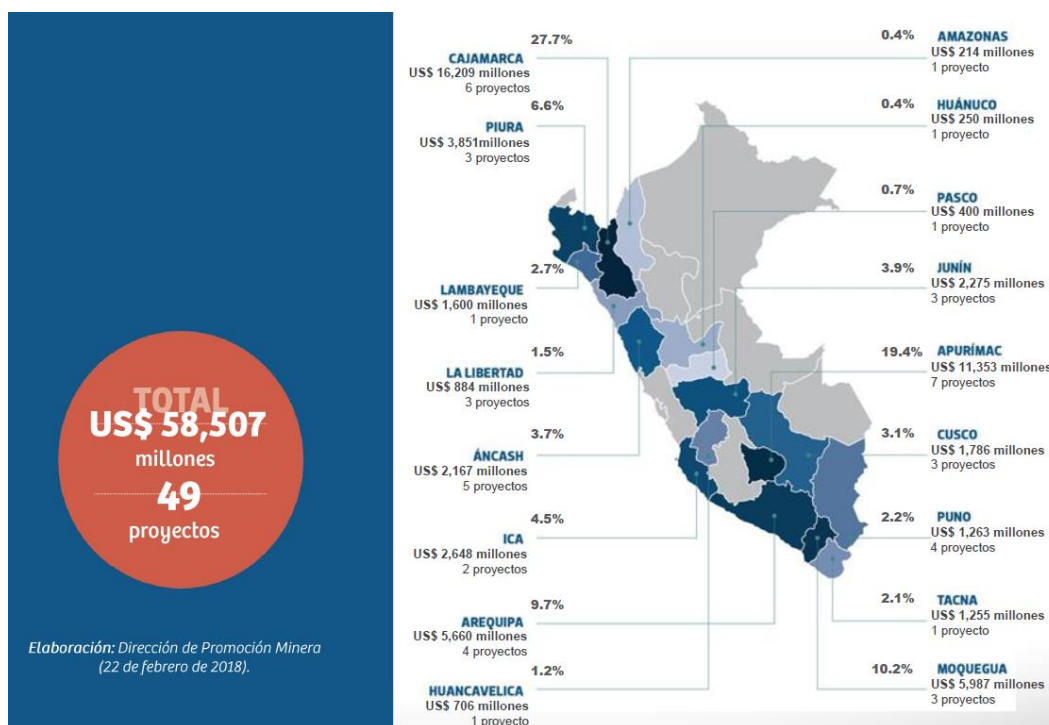 TOTAL
US$ 58,507
millones
49
proyectos
Elaboración: Dirección de Promoción Minera
(22 de febrero de 2018).
27.7%
CAJAMARCA
US$ 16,209 millones
6 proyectos
6.6%
PIURA
US$ 3,851millones
3 proyectos
2.7%
LAMBAYEQUE
US$ 1,600 millones
1 proyecto
1.5%
LA LIBERTAD
US$ 884 millones
3 proyectos
3.7%
ÁNCASH
US$ 2,167 millones
5 proyectos
4.5%
ICA
US$ 2,648 millones
2 proyectos
9.7%
AREQUIPA
US$ 5,660 millones
4 proyectos
1.2%
HUANCAVELICA
US$ 706 millones
1 proyecto
0.4%
AMAZONAS
US$ 214 millones
1 proyecto
0.4%
HUÁNUCO
US$ 250 millones
1 proyecto
0.7%
PASCO
US$ 400 millones
1 proyecto
3.9%
JUNÍN
US$ 2,275 millones
3 proyectos
19.4%
APURÍMAC
US$ 11,353 millones
7 proyectos
3.1%
CUSCO
US$ 1,786 millones
3 proyectos
2.2%
PUNO
US$ 1,263 millones
4 proyectos
2.1%
TACNA
US$ 1,255 millones
1 proyecto
10.2%
MOQUEGUA
US$ 5,987 millones
3 proyectos